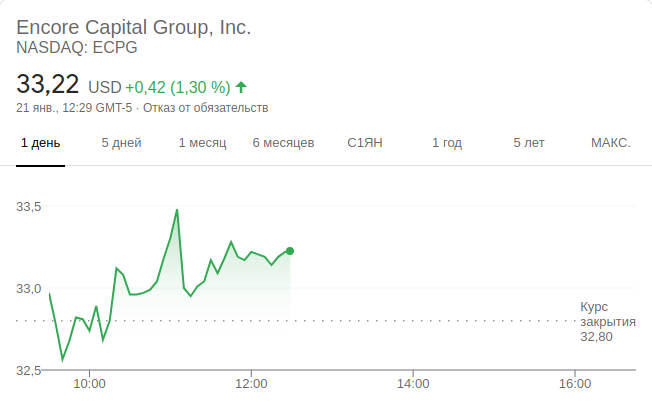 Encore Capital Group, Inc.
NASDAQ: ECPG
33,22 USD +0,42 (1,30 %)
21 янв., 12:29 GMT-5 · Отказ от обязательств
1 день 5 дней 1 месяц 6 месяцев С1ЯН 1 год 5 лет МАКС.
33,5
33,0
Курс
закрытия
32,80
32,5
10:00 12:00 14:00 16:00